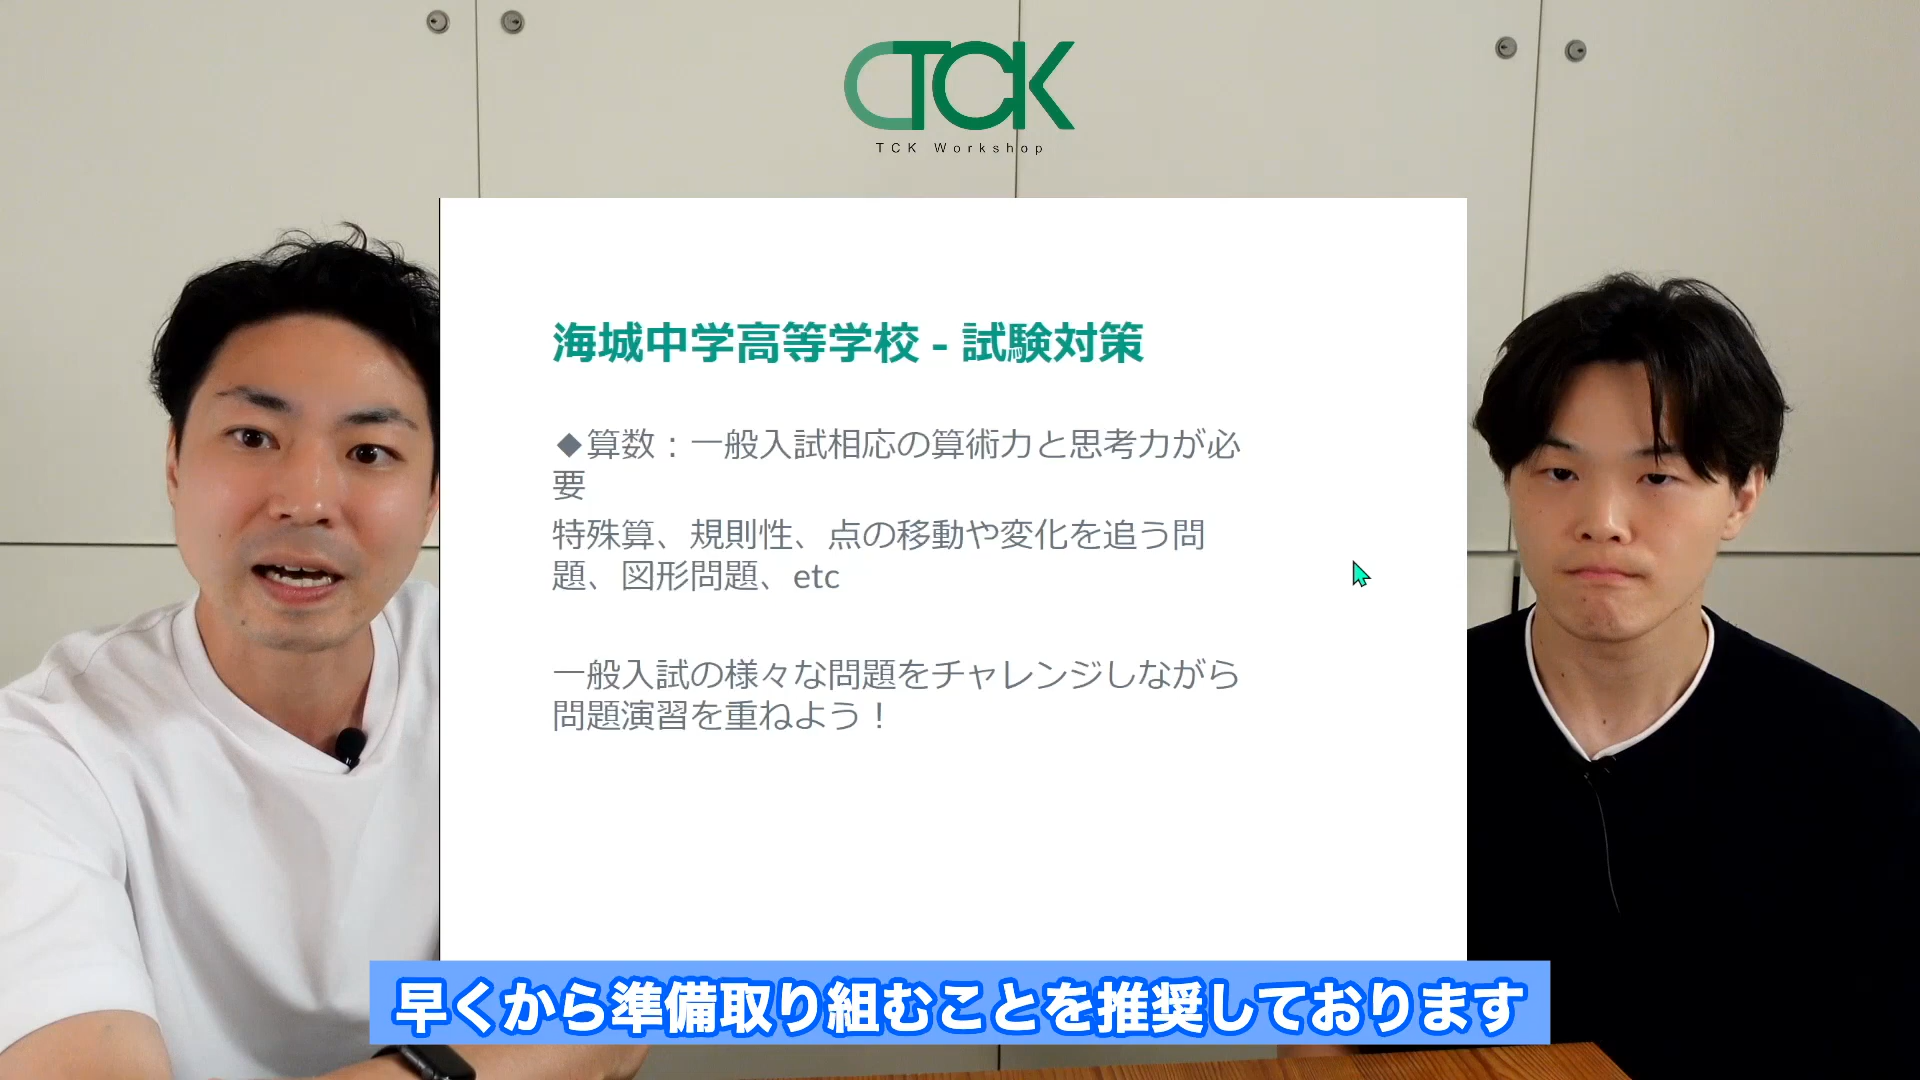 TCK
TCK Workshop
海城中学高等学校 - 試験対策
◆算数：一般入試相応の算術力と思考力が必
要
特殊算、規則性、点の移動や変化を追う問
題、図形問題、etc
一般入試の様々な問題をチャレンジしながら
問題演習を重ねよう！
早くから準備取り組むことを推奨しております